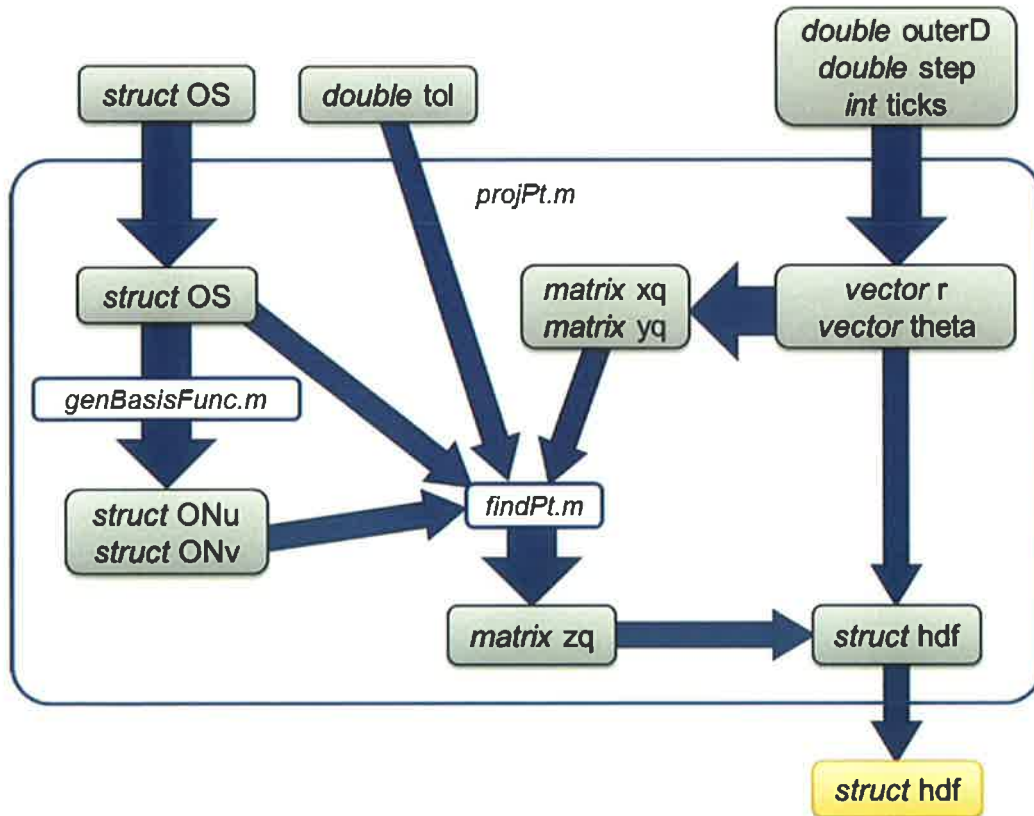 struct OS
double tol
double outerD
double step
int ticks
projPt.m
struct OS
matrix xq
matrix yq
vector r
vector theta
genBasisFunc.m
struct ONu
struct ONv
findPt.m
matrix zq
struct hdf
struct hdf